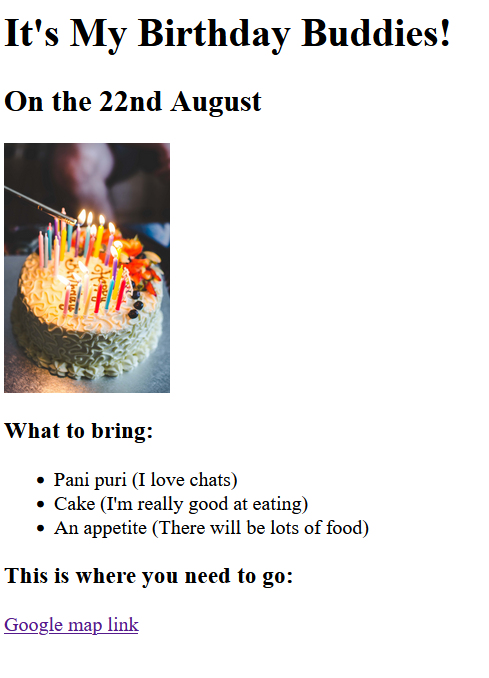 It's My Birthday Buddies!
On the 22nd August
Happy
What to bring:
Pani puri (I love chats)
Cake (I'm really good at eating)
An appetite (There will be lots of food)
This is where you need to go:
Google map link